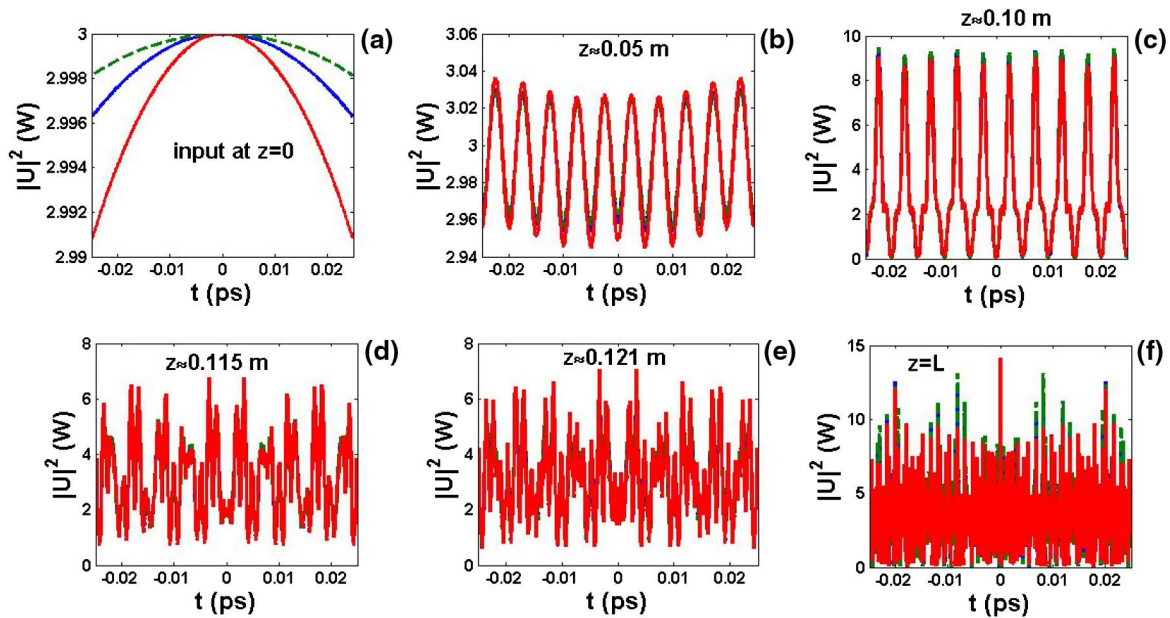 (a)
|U|² (W)
3
2.998
2.996
2.994
2.992
2.99
input at z=0
-0.02 -0.01 0 0.01 0.02
t (ps)
(b)
|U|² (W)
3.06
3.04
3.02
3
2.98
2.96
2.94
z≈0.05 m
-0.02 -0.01 0 0.01 0.02
t (ps)
(c)
|U|² (W)
10
8
6
4
2
0
z≈0.10 m
-0.02 -0.01 0 0.01 0.02
t (ps)
(d)
|U|² (W)
8
6
4
2
0
z≈0.115 m
-0.02 -0.01 0 0.01 0.02
t (ps)
(e)
|U|² (W)
8
6
4
2
0
z≈0.121 m
-0.02 -0.01 0 0.01 0.02
t (ps)
(f)
|U|² (W)
15
10
5
0
z=L
-0.02 -0.01 0 0.01 0.02
t (ps)